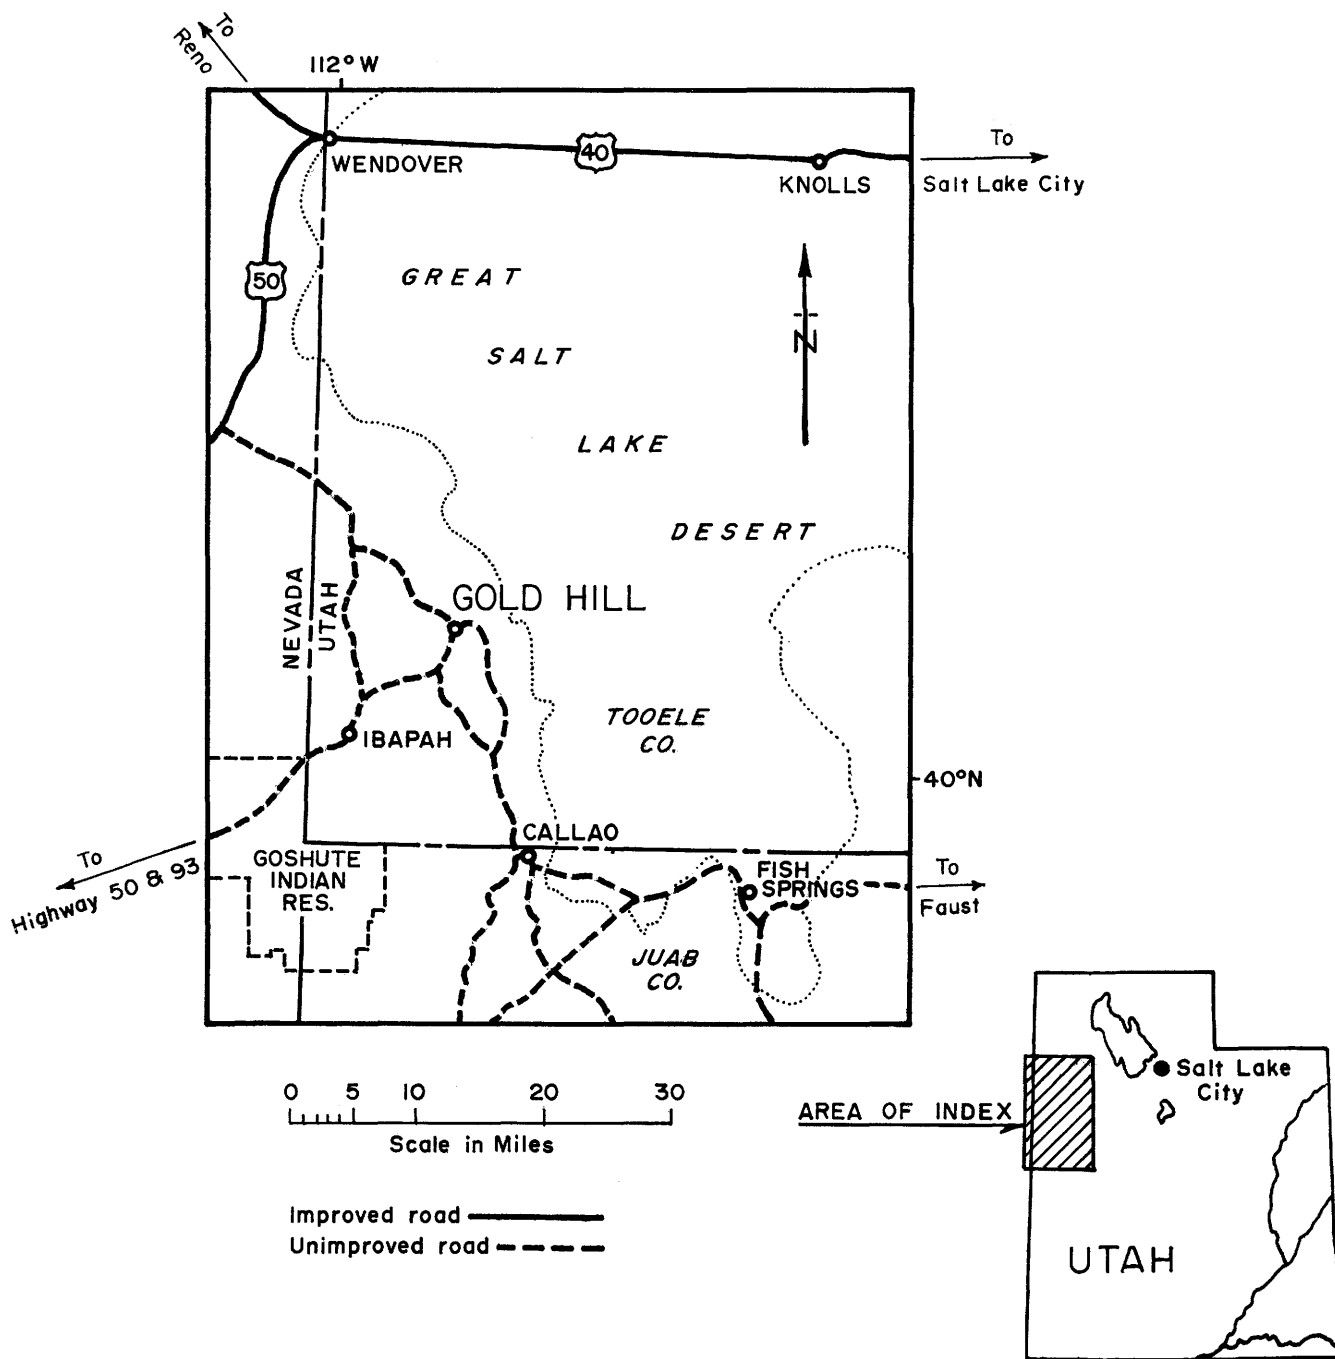 To
Reno
112° W
WENDOVER
40
KNOLLS
To
Salt Lake City
50
GREAT
SALT
LAKE
DESERT
N
NEVADA
UTAH
GOLD HILL
IBAPAH
TOOELE
CO.
40°N
To
Highway 50 & 93
GOSHUTE
INDIAN
RES.
CALLAO
FISH
SPRINGS
To
Faust
JUAB
CO.
0 5 10 20 30
Scale in Miles
Improved road
Unimproved road
AREA OF INDEX
Salt Lake
City
UTAH